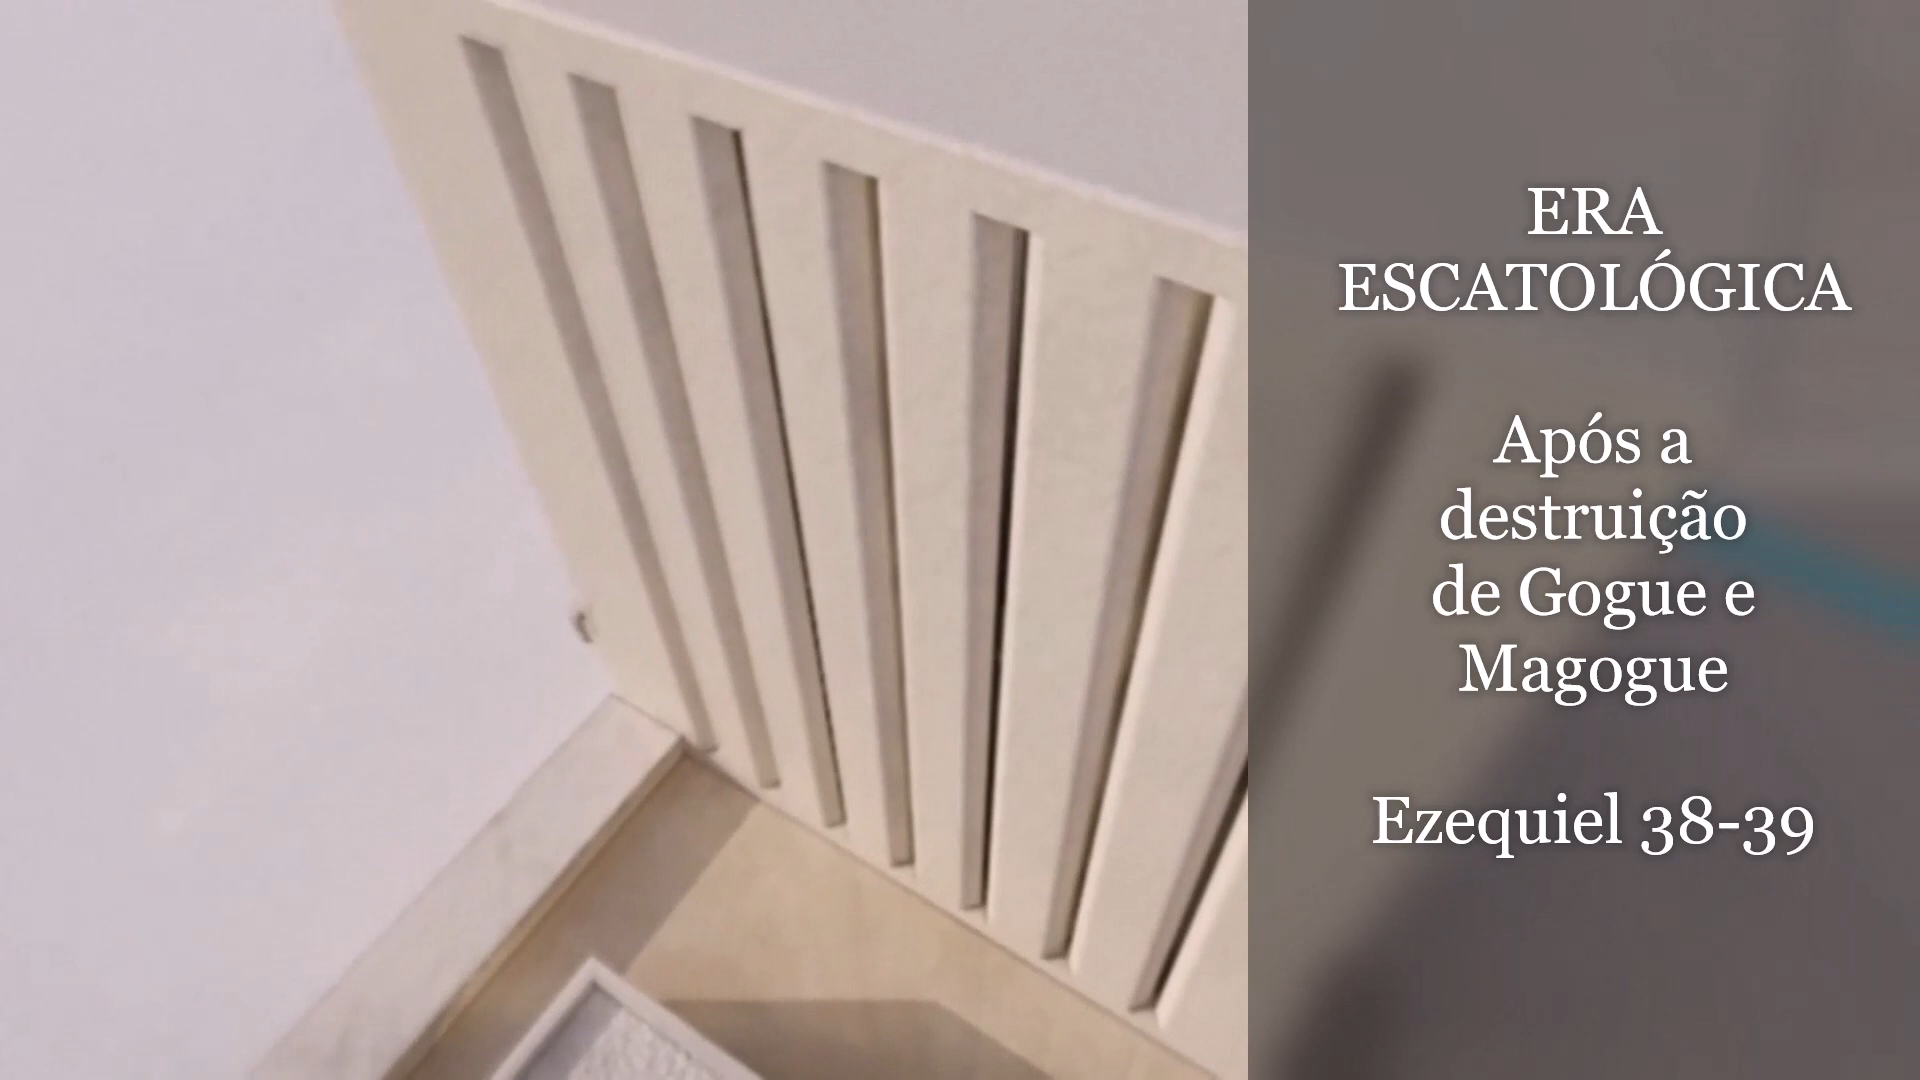 ERA
ESCATOLÓGICA
Após a
destruição
de Gogue e
Magogue
Ezequiel 38-39